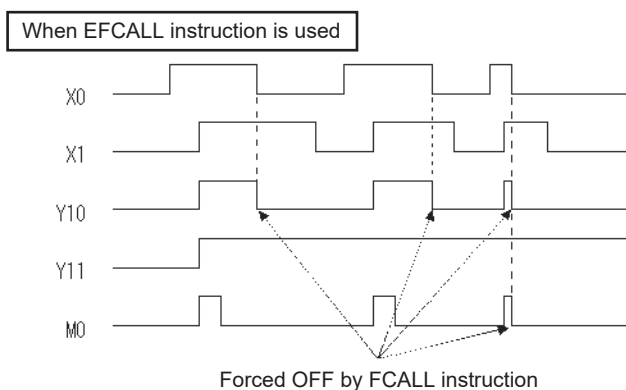 When EFCALL instruction is used
X0
X1
Y10
Y11
M0
Forced OFF by FCALL instruction